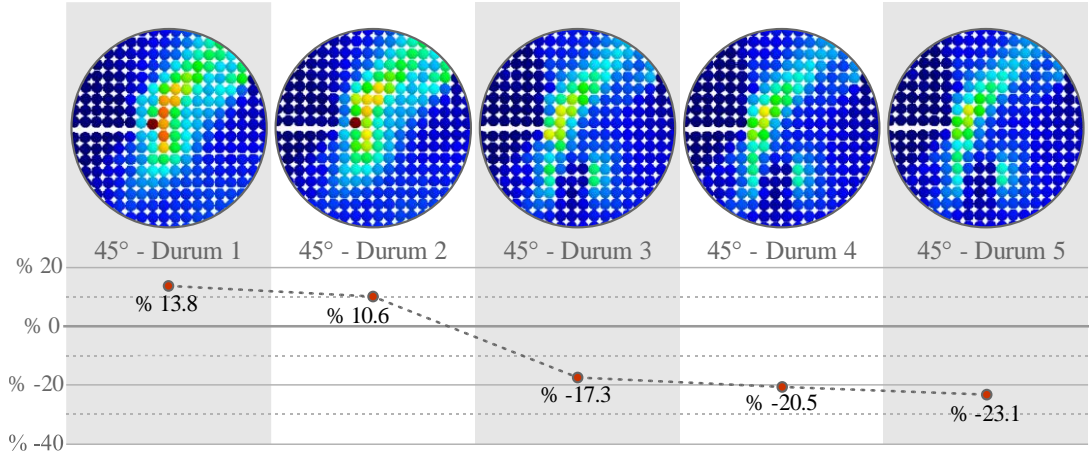 45° - Durum 1
45° - Durum 2
45° - Durum 3
45° - Durum 4
45° - Durum 5
% 20
% 0
% -20
% -40
% 13.8
% 10.6
% -17.3
% -20.5
% -23.1